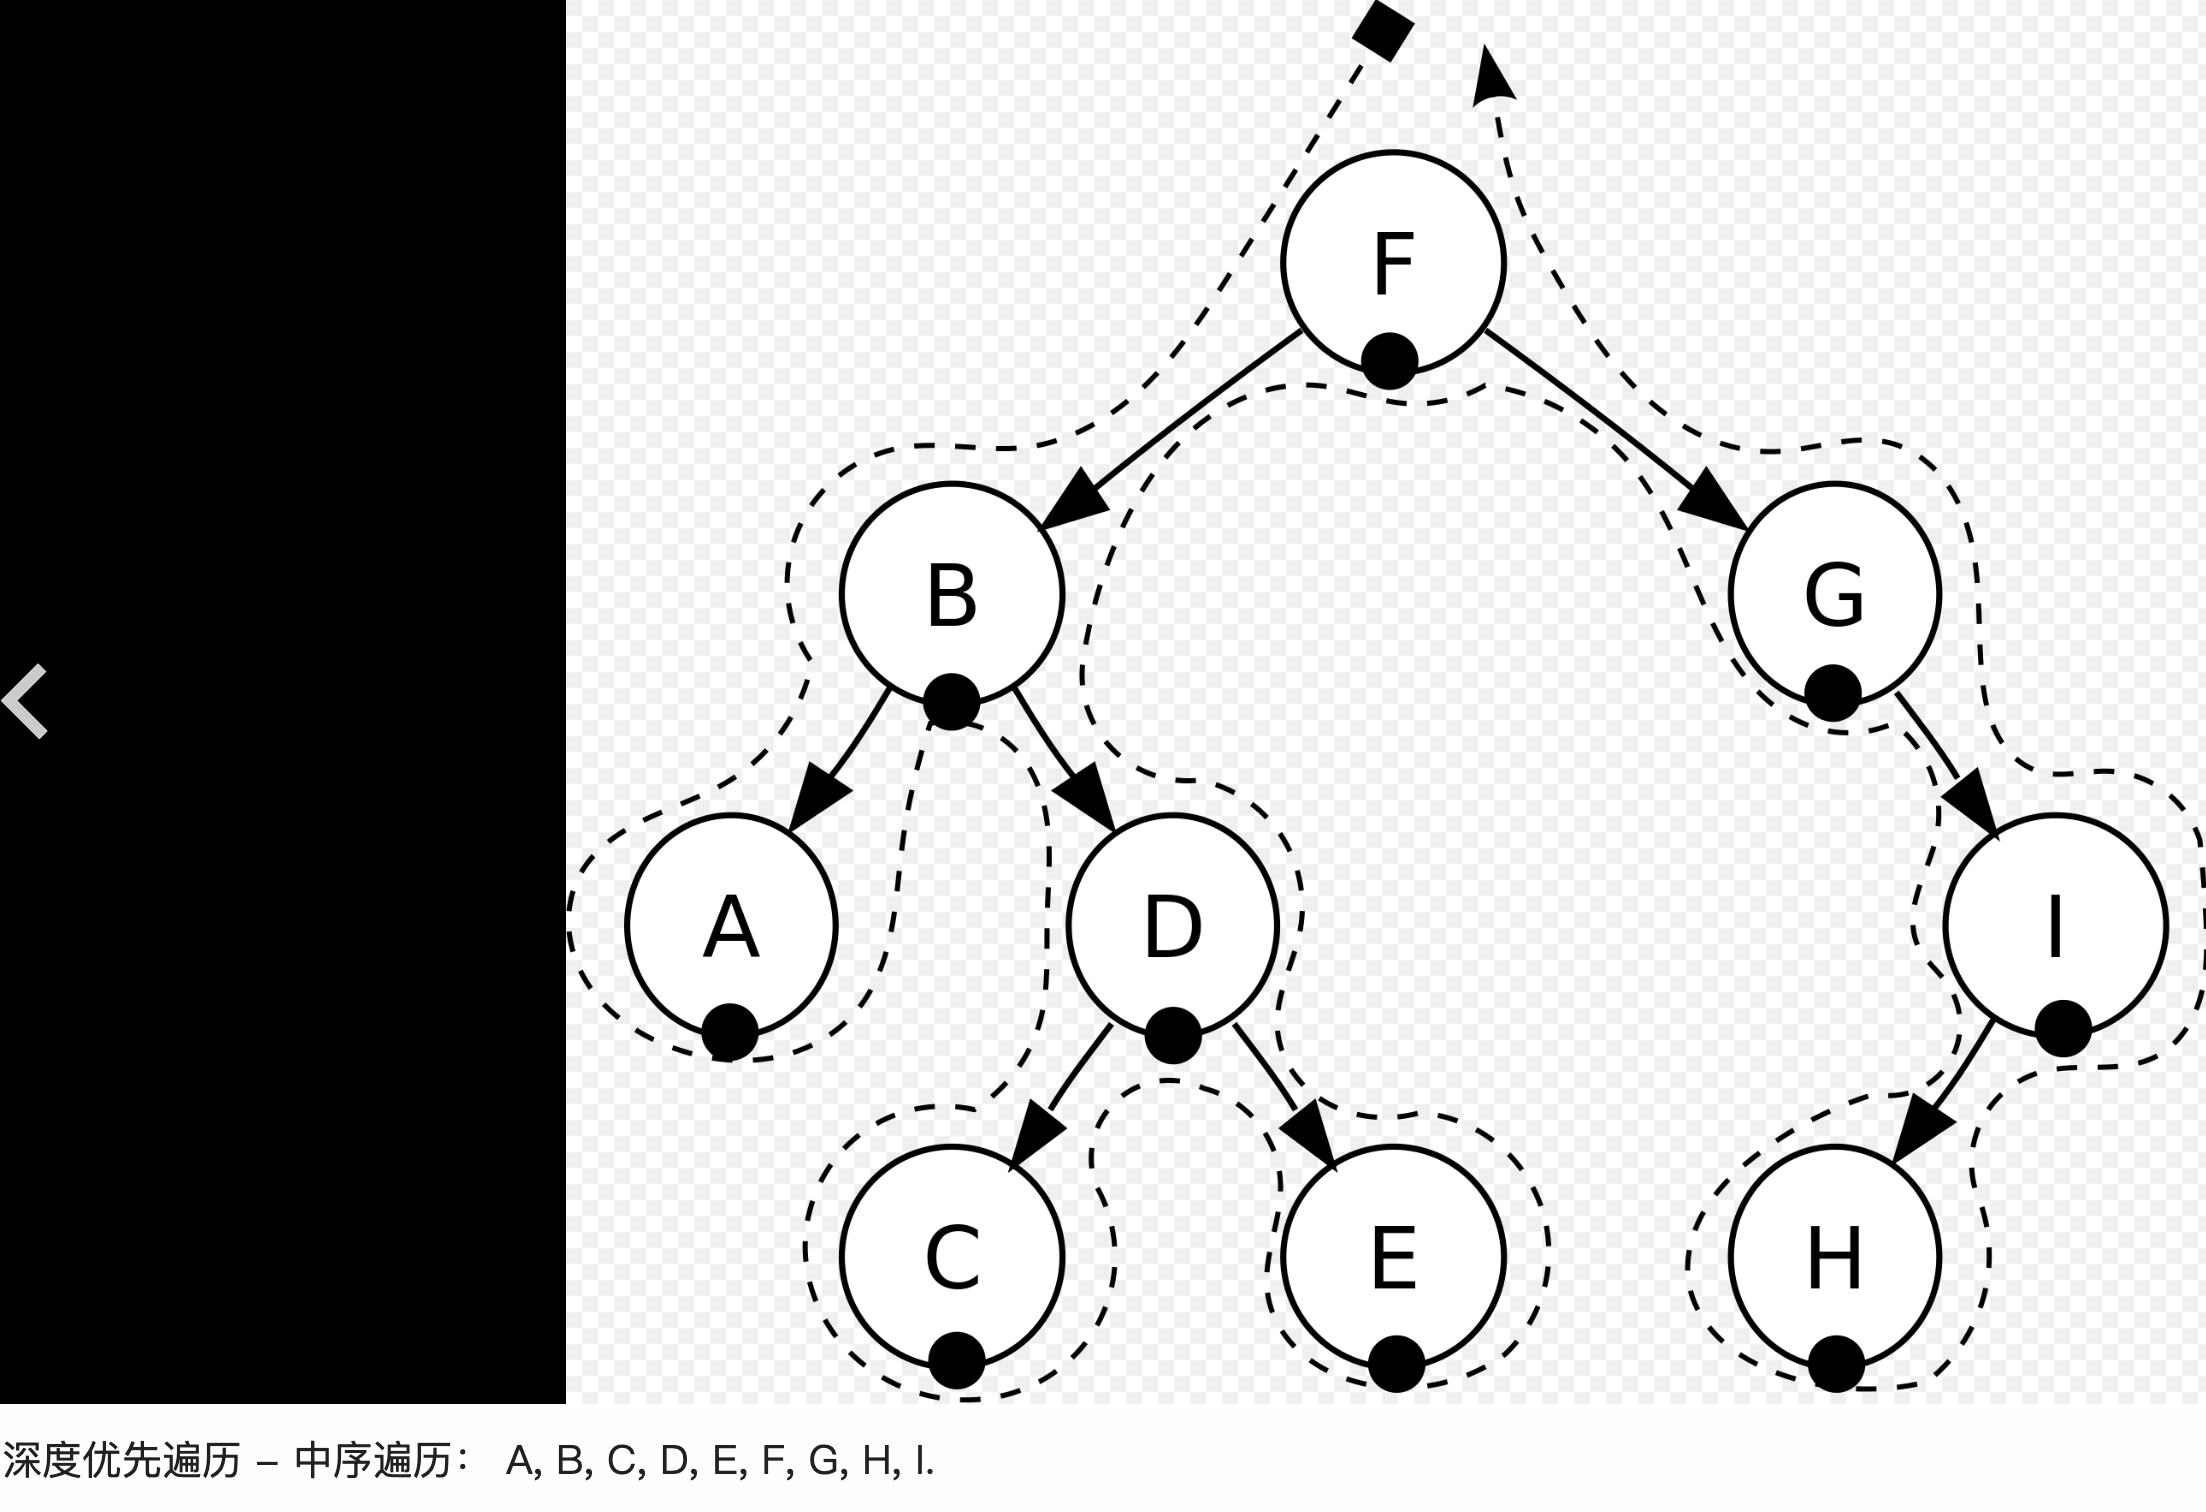 F
B
G
A
D
I
C
E
H
深度优先遍历 – 中序遍历： A, B, C, D, E, F, G, H, I.